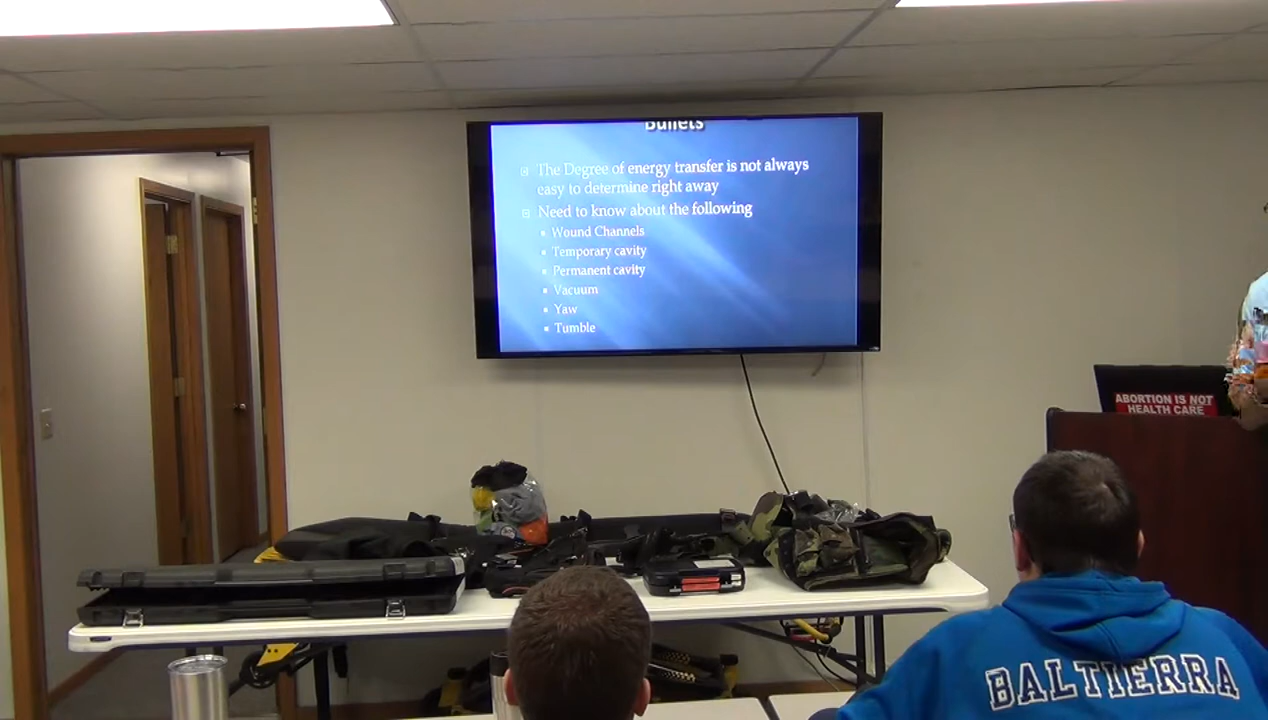 Bullets
The Degree of energy transfer is not always
easy to determine right away
Need to know about the following
Wound Channels
Temporary cavity
Permanent cavity
Vacuum
Yaw
Tumble
ABORTION IS NOT
HEALTH CARE
BALTIERRA